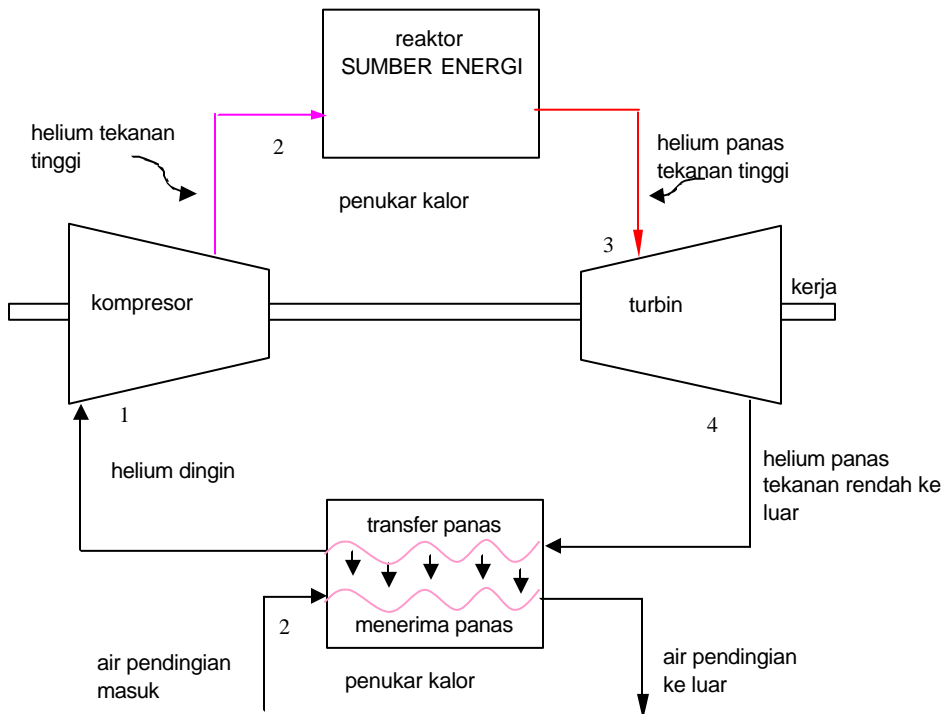 reaktor
SUMBER ENERGI
helium tekanan
tinggi
2
helium panas
tekanan tinggi
penukar kalor
3
kompresor
turbin
kerja
1
4
helium dingin
helium panas
tekanan rendah ke
luar
transfer panas
2
menerima panas
air pendingian
masuk
penukar kalor
air pendingian
ke luar